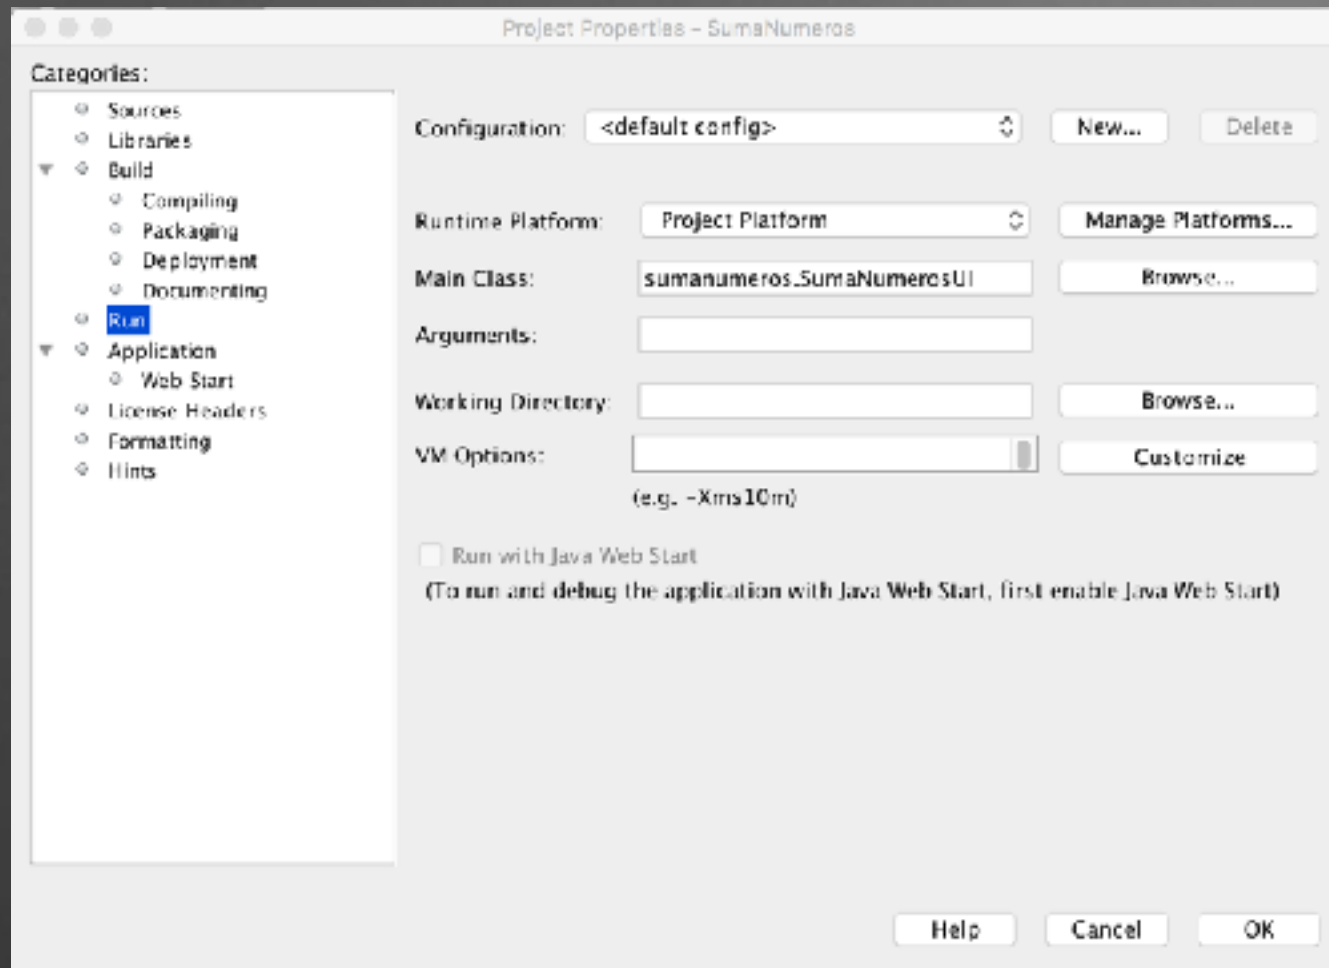 Project Properties - SumaNumeros
Categories:
Sources
Libraries
Build
Compiling
Packaging
Deployment
Documenting
Run
Application
Web Start
License Headers
Formatting
Hints
Configuration: <default config> New... Delete
Runtime Platform: Project Platform Manage Platforms...
Main Class: sumanumeros.SumaNumerosUI Browse...
Arguments:
Working Directory: Browse...
VM Options: Customize
(e.g. -Xms10m)
Run with Java Web Start
(To run and debug the application with Java Web Start, first enable Java Web Start)
Help Cancel OK